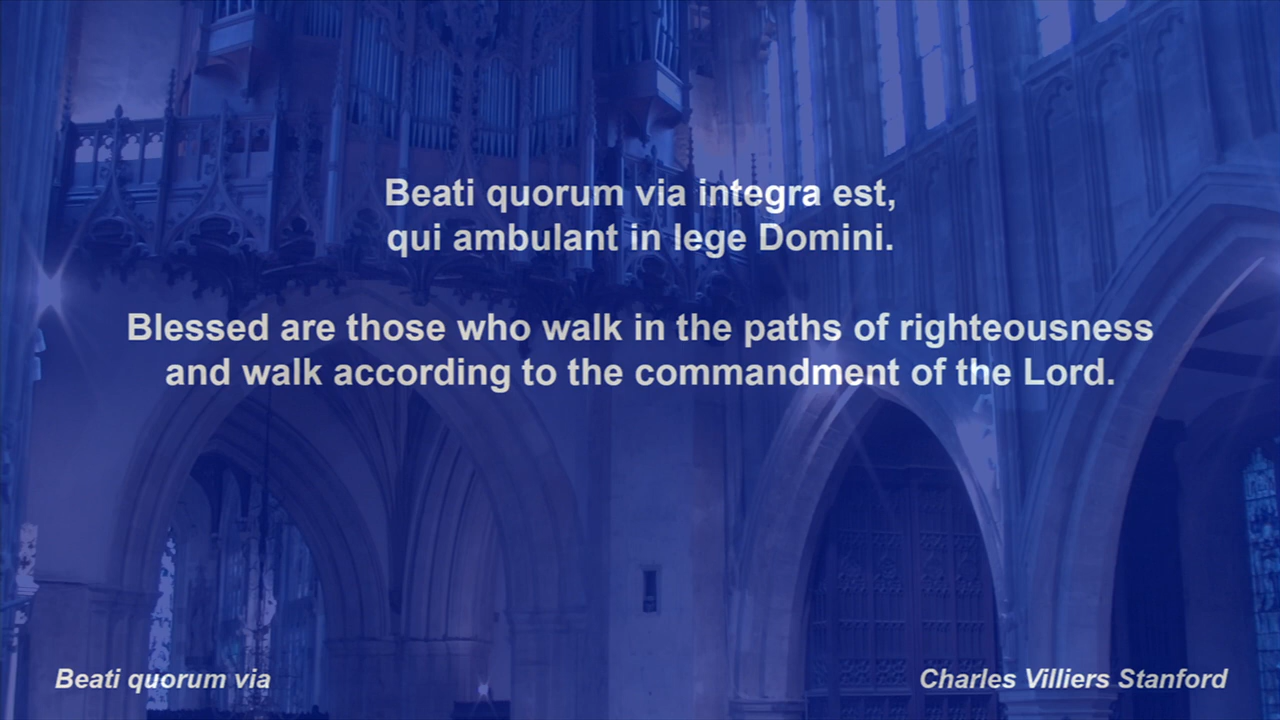 Beati quorum via integra est,
qui ambulant in lege Domini.
Blessed are those who walk in the paths of righteousness
and walk according to the commandment of the Lord.
Beati quorum via
Charles Villiers Stanford